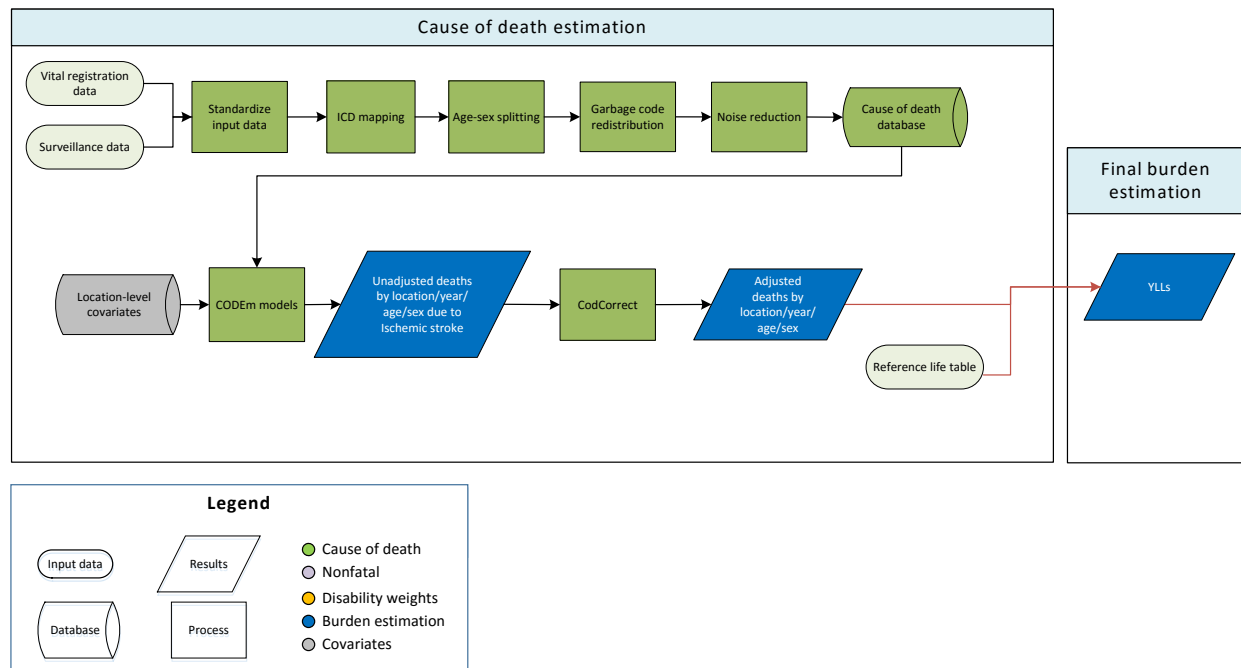 Cause of death estimation
Vital registration
data
Surveillance data
Standardize
input data
ICD mapping
Age-sex splitting
Garbage code
redistribution
Noise reduction
Cause of death
database
Final burden
estimation
Location-level
covariates
CODEm models
Unadjusted deaths
by location/year/
age/sex due to
Ischemic stroke
CodCorrect
Adjusted
deaths by
location/year/
age/sex
Reference life table
YLLs
Legend
Input data
Results
Database
Process
Cause of death
Nonfatal
Disability weights
Burden estimation
Covariates